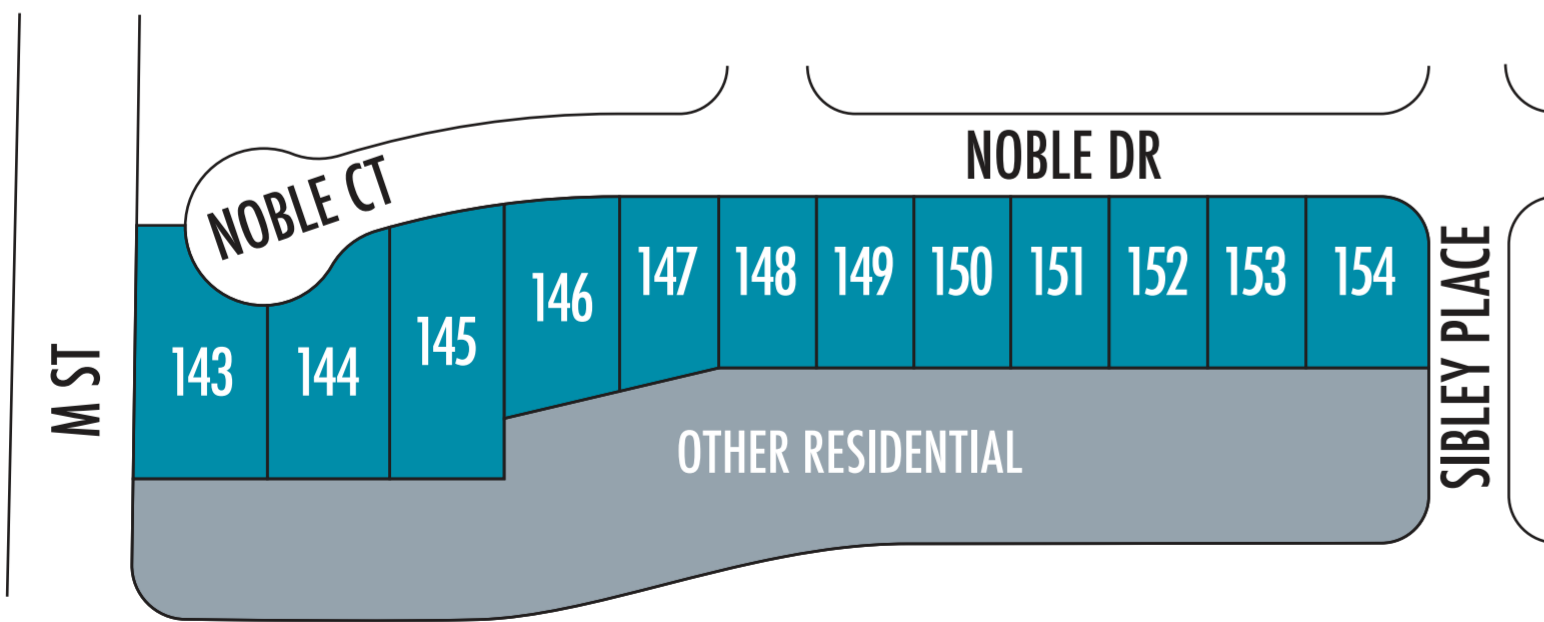 NOBLE DR
NOBLE CT
143
144
145
146
147
148
149
150
151
152
153
154
M ST
SIBLEY PLACE
OTHER RESIDENTIAL